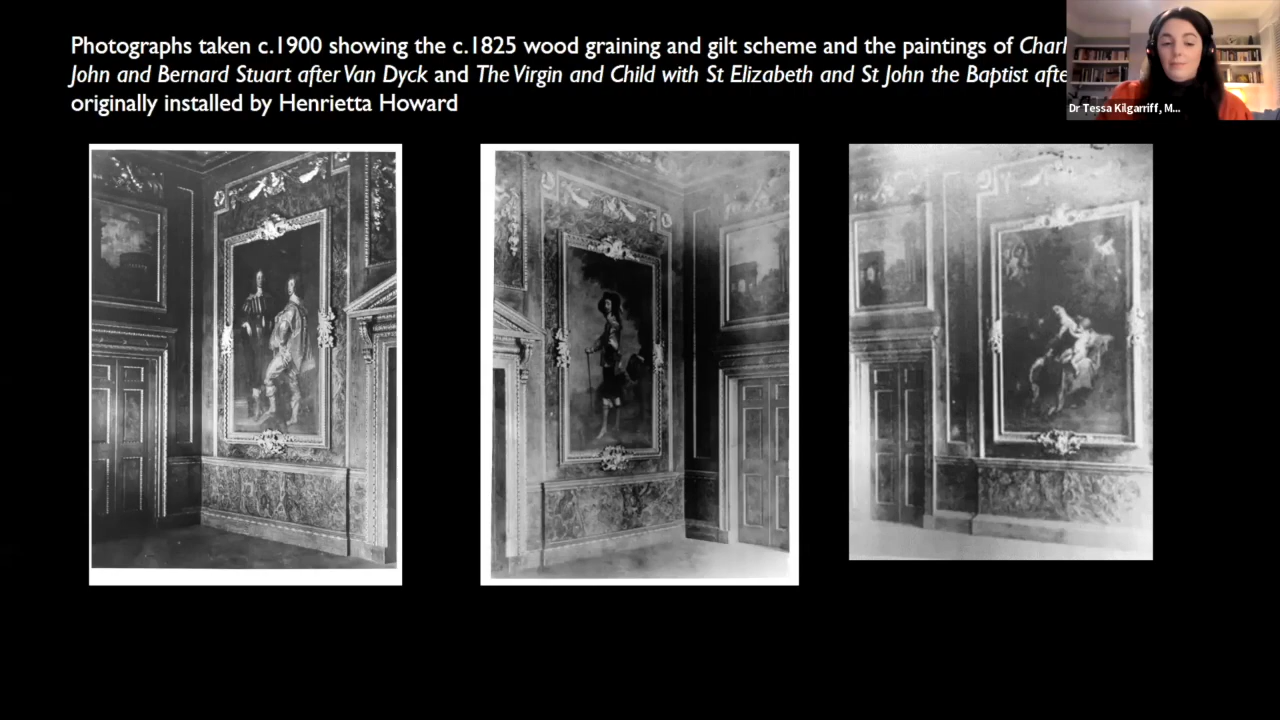 Photographs taken c.1900 showing the c.1825 wood graining and gilt scheme and the paintings of
John and Bernard Stuart after Van Dyck and The Virgin and Child with St Elizabeth and St John the Baptist
originally installed by Henrietta Howard
Dr Tessa Kilgarriff, M...